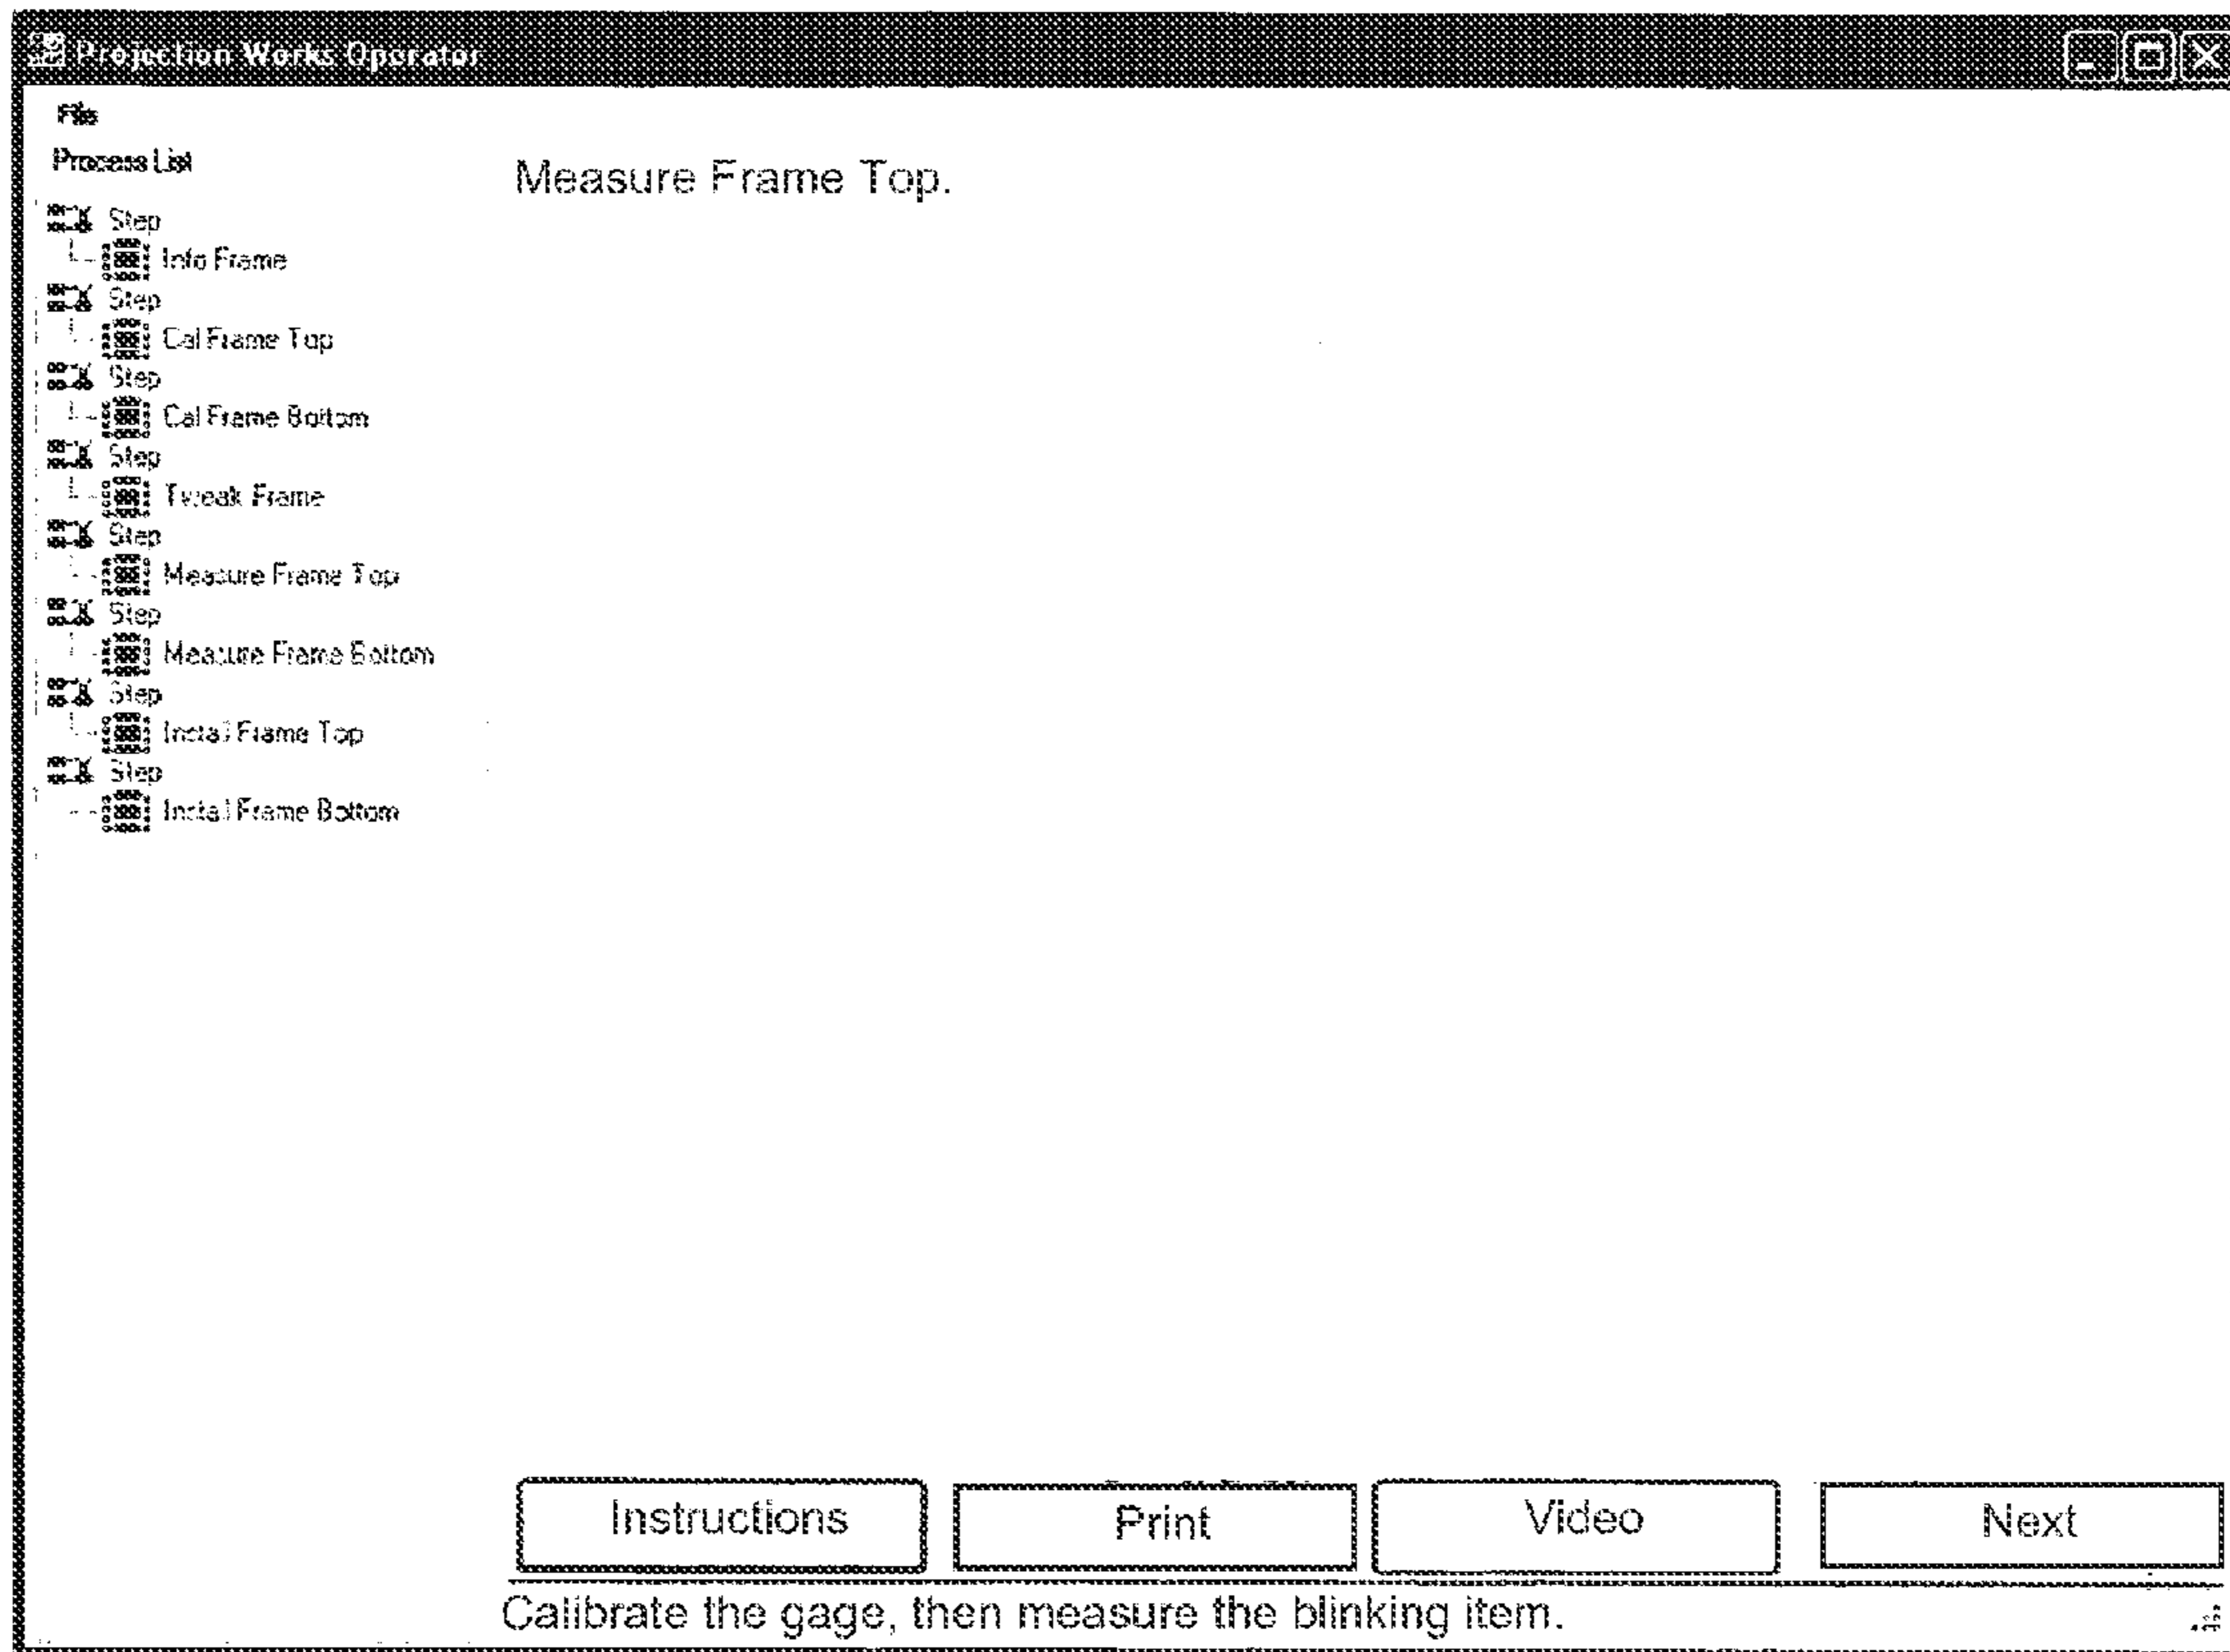 Projection Works Operator
File
Process List
Measure Frame Top.
Step
Info Frame
Step
Cal Frame Top
Step
Cal Frame Bottom
Step
Tweak Frame
Step
Measure Frame Top
Step
Measure Frame Bottom
Step
Install Frame Top
Step
Install Frame Bottom
Instructions Print Video Next
Calibrate the gage, then measure the blinking item.